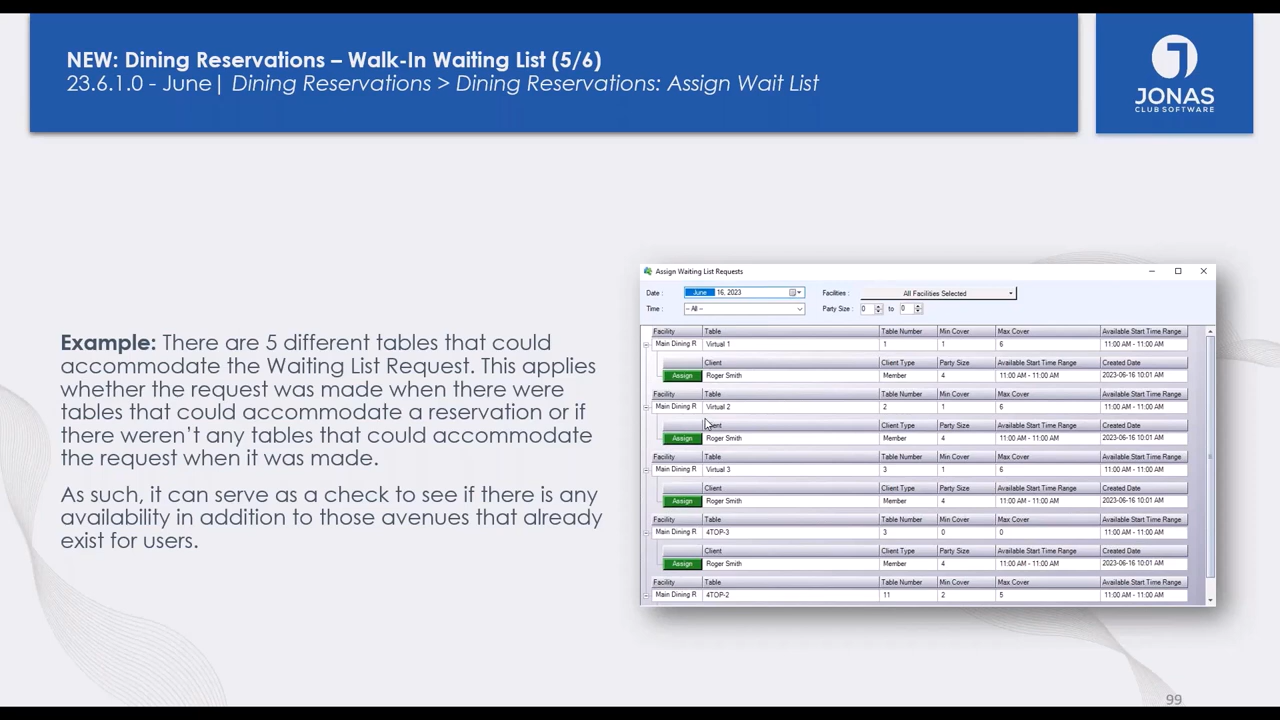 NEW: Dining Reservations – Walk-In Waiting List (5/6)
23.6.1.0 - June| Dining Reservations > Dining Reservations: Assign Wait List
JONAS
CLUB SOFTWARE
Example: There are 5 different tables that could
accommodate the Waiting List Request. This applies
whether the request was made when there were
tables that could accommodate a reservation or if
there weren't any tables that could accommodate
the request when it was made.
As such, it can serve as a check to see if there is any
availability in addition to those avenues that already
exist for users.
Assign Waiting List Requests
Date : June 16, 2023 Facilities : All Facilities Selected
Time : -- All -- Party Size : 0 to 0
Facility Table Table Number Min Cover Max Cover Available Start Time Range
Main Dining R Virtual 1 1 1 6 11:00 AM - 11:00 AM
Client Client Type Party Size Available Start Time Range Created Date
Assign Roger Smith Member 4 11:00 AM - 11:00 AM 2023-06-16 10:01 AM
Facility Table Table Number Min Cover Max Cover Available Start Time Range
Main Dining R Virtual 2 2 1 6 11:00 AM - 11:00 AM
Client Client Type Party Size Available Start Time Range Created Date
Assign Roger Smith Member 4 11:00 AM - 11:00 AM 2023-06-16 10:01 AM
Facility Table Table Number Min Cover Max Cover Available Start Time Range
Main Dining R Virtual 3 3 1 6 11:00 AM - 11:00 AM
Client Client Type Party Size Available Start Time Range Created Date
Assign Roger Smith Member 4 11:00 AM - 11:00 AM 2023-06-16 10:01 AM
Facility Table Table Number Min Cover Max Cover Available Start Time Range
Main Dining R 4TOP-3 3 0 0 11:00 AM - 11:00 AM
Client Client Type Party Size Available Start Time Range Created Date
Assign Roger Smith Member 4 11:00 AM - 11:00 AM 2023-06-16 10:01 AM
Facility Table Table Number Min Cover Max Cover Available Start Time Range
Main Dining R 4TOP-2 11 2 5 11:00 AM - 11:00 AM
99